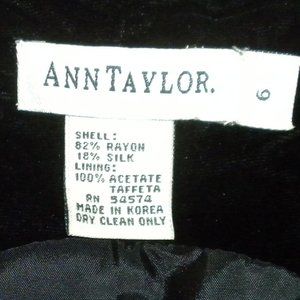 ANN TAYLOR.
6
SHELL:
82% RAYON
18% SILK
LINING:
100% ACETATE
TAFFETA
RN 54574
MADE IN KOREA
DRY CLEAN ONLY